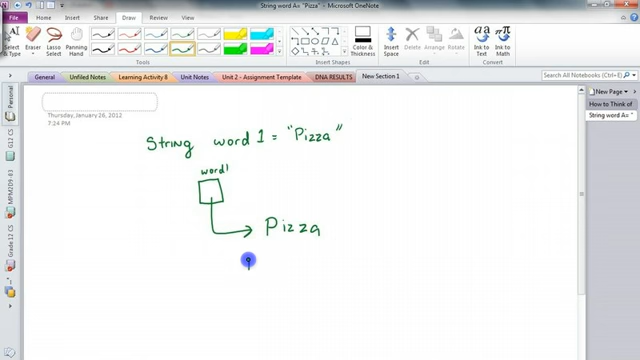 String word A= "Pizza" - Microsoft OneNote
File Home Insert Share Draw Review View
Select & Type Eraser Lasso Select Panning Hand
Color & Thickness
Insert Space Arrange Delete Rotate
Ink to Text Ink to Math
Tools Insert Shapes Edit Convert
General Unfiled Notes Learning Activity 8 Unit Notes Unit 2 - Assignment Template DNA RESULTS New Section 1
Search All Notebooks (Ctrl+E)
New Page
How to Think of
String word A= "
Personal
G12 CS
MPM2D9-83
Grade 12 CS
Thursday, January 26, 2012
7:24 PM
String word 1 = "Pizza"
word1
Pizza